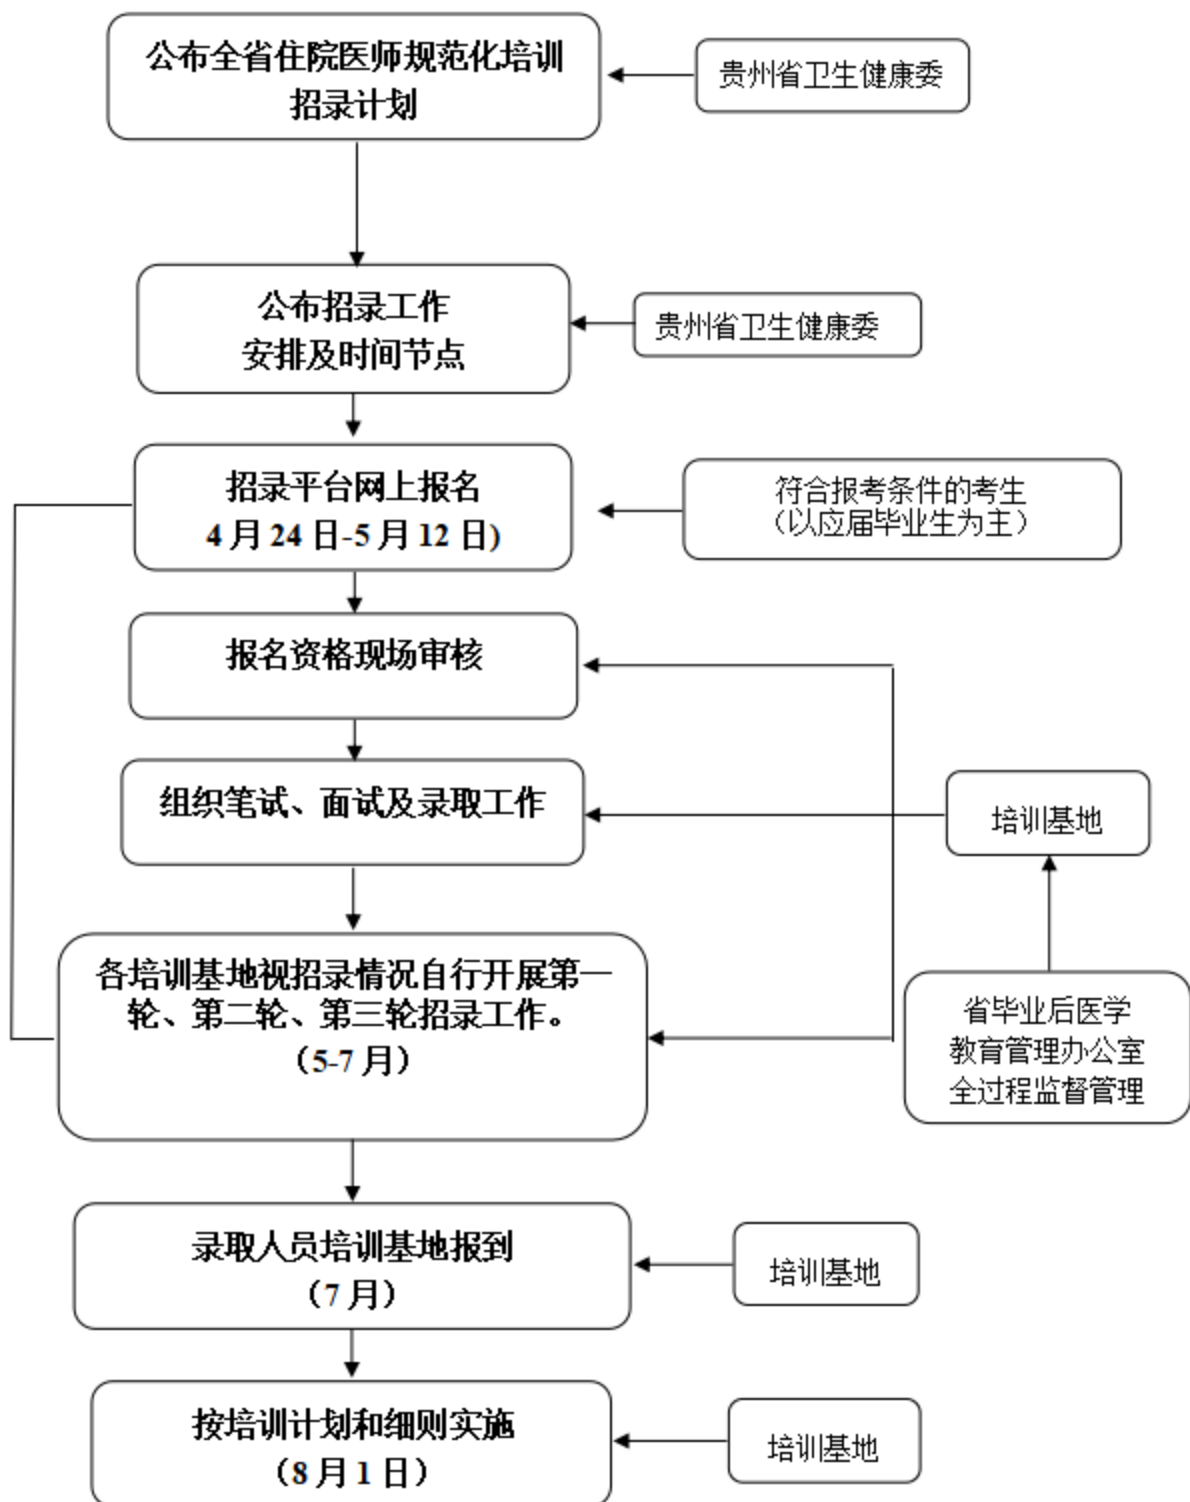 公布全省住院医师规范化培训
招录计划
贵州省卫生健康委
公布招录工作
安排及时间节点
贵州省卫生健康委
招录平台网上报名
4月24日-5月12日)
符合报考条件的考生
（以应届毕业生为主）
报名资格现场审核
组织笔试、面试及录取工作
培训基地
各培训基地视招录情况自行开展第一
轮、第二轮、第三轮招录工作。
（5-7月）
省毕业后医学
教育管理办公室
全过程监督管理
录取人员培训基地报到
（7月）
培训基地
按培训计划和细则实施
（8月1日）
培训基地